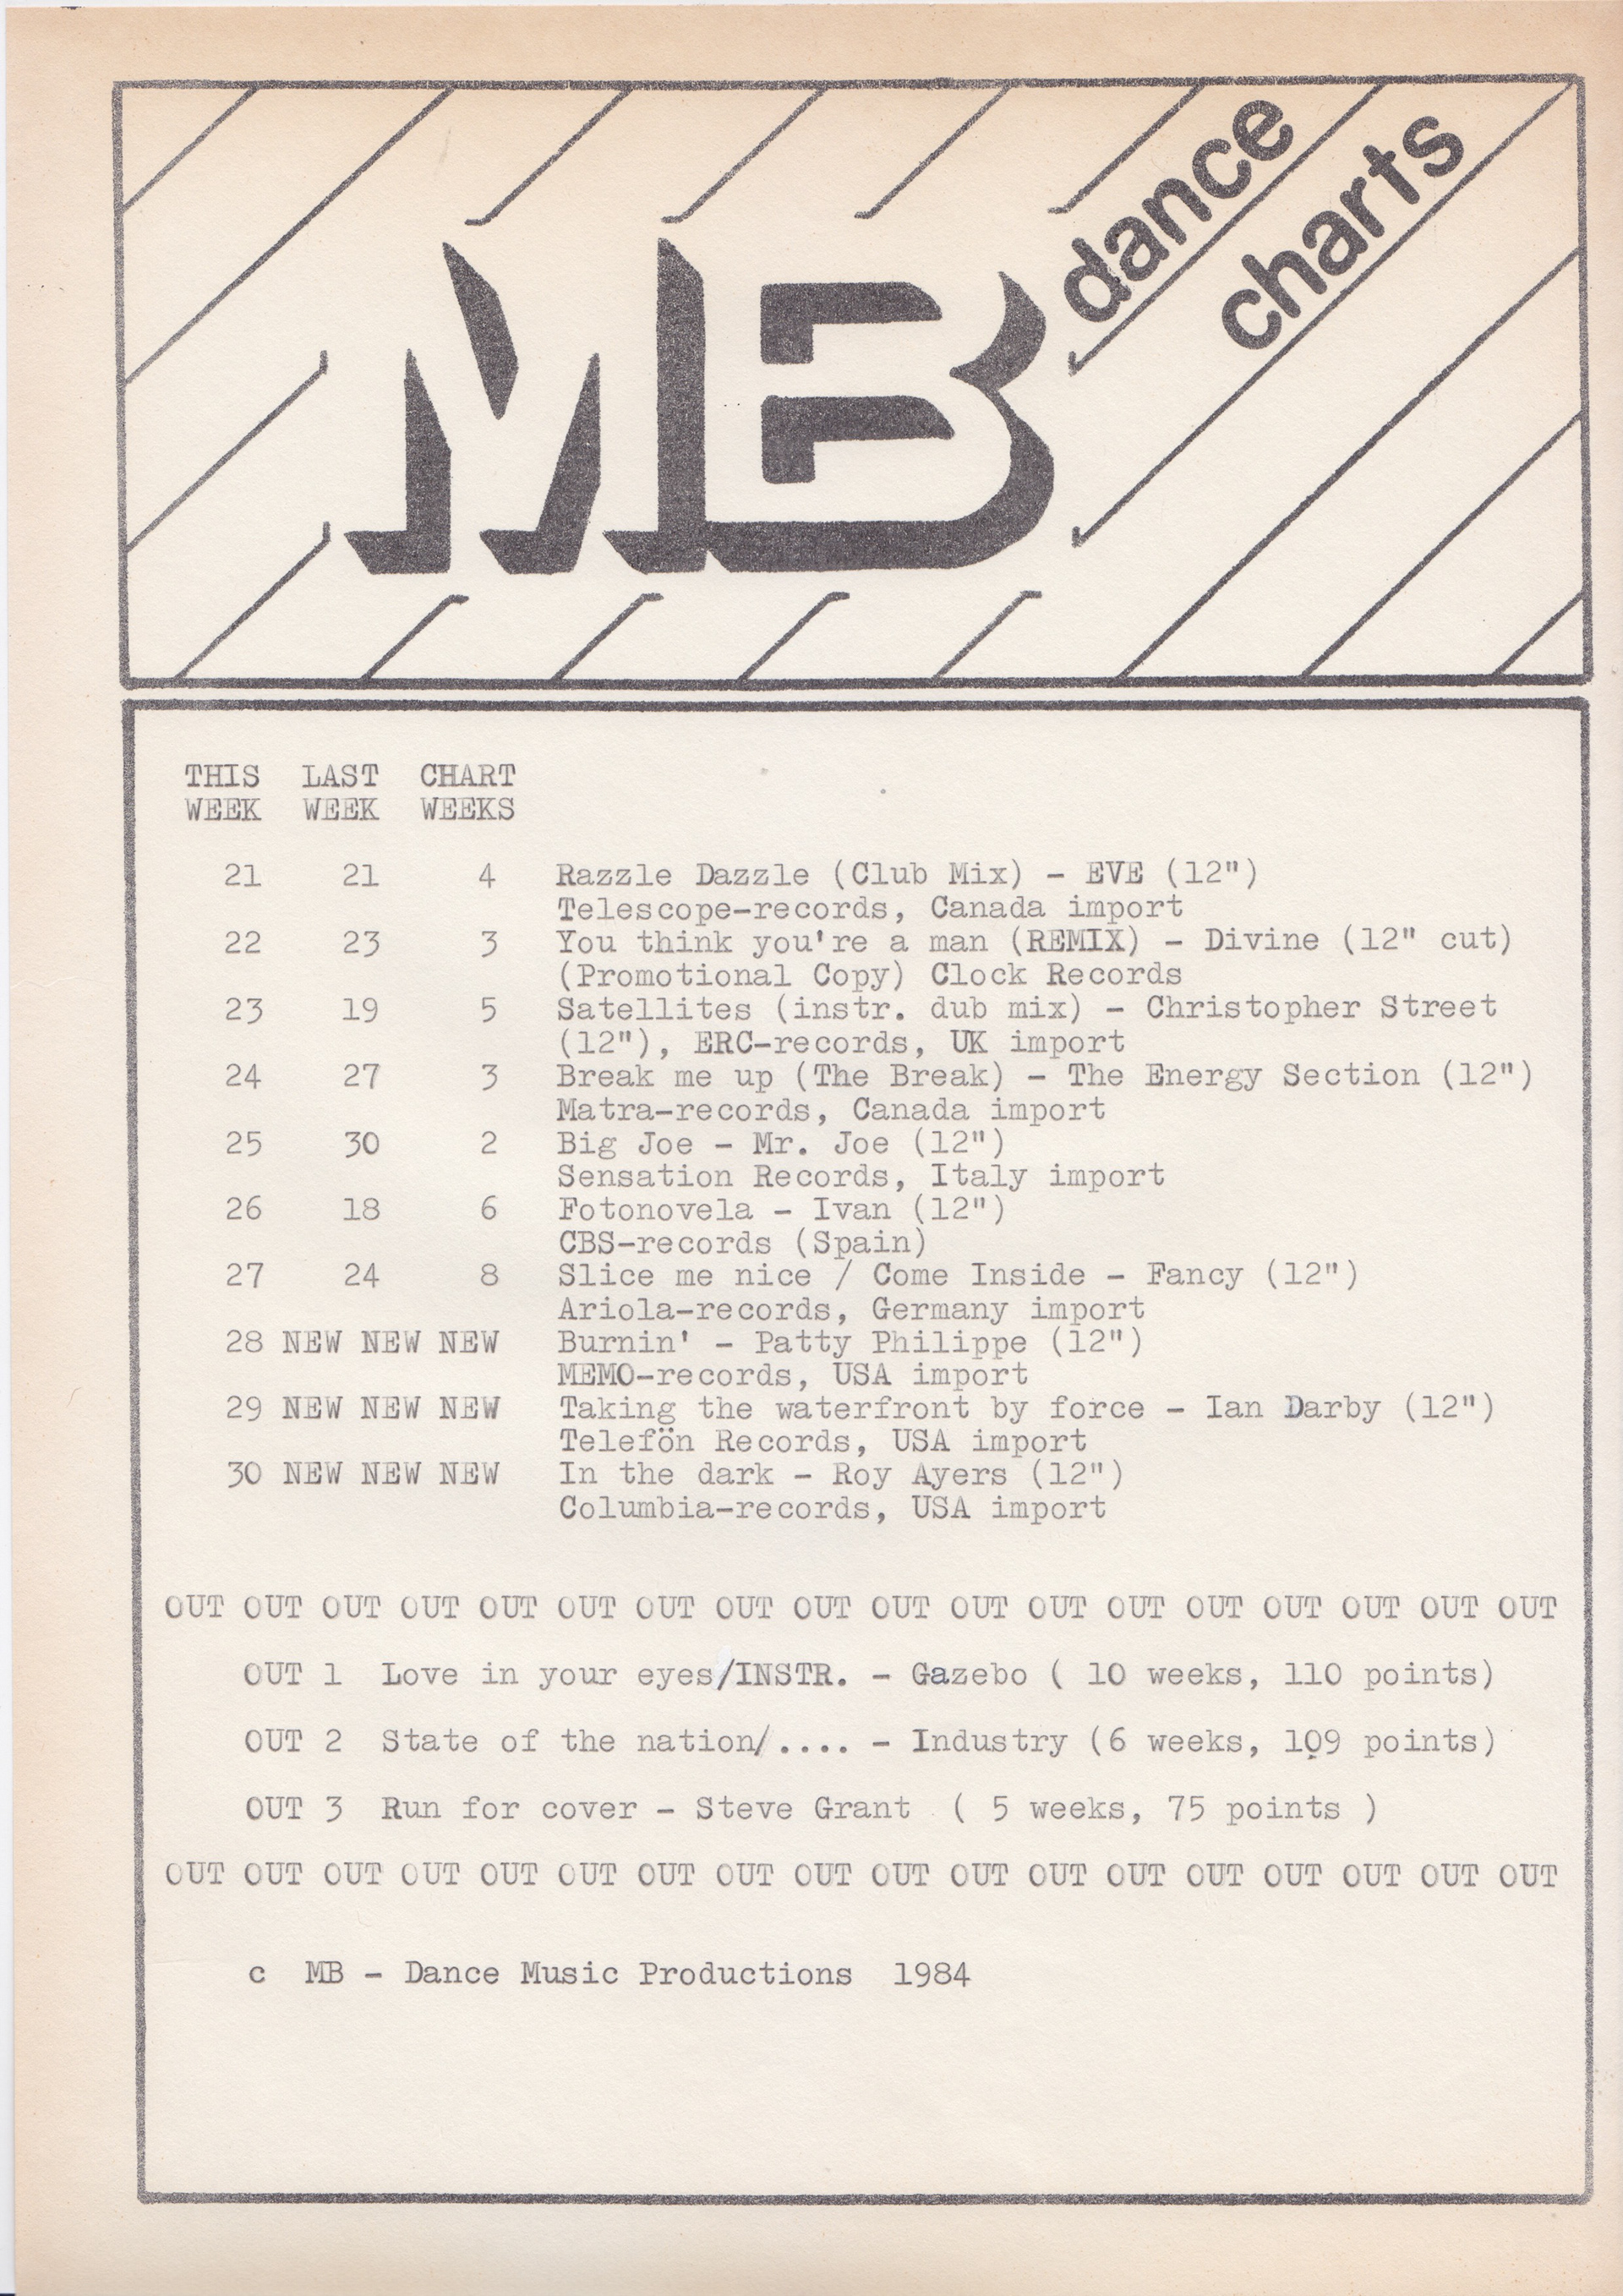 MB dance
charts
THIS LAST CHART
WEEK WEEK WEEKS
21 21 4 Razzle Dazzle (Club Mix) - EVE (12")
Telescope-records, Canada import
22 23 3 You think you're a man (REMIX) - Divine (12" cut)
(Promotional Copy) Clock Records
23 19 5 Satellites (instr. dub mix) - Christopher Street
(12"), ERC-records, UK import
24 27 3 Break me up (The Break) - The Energy Section (12")
Matra-records, Canada import
25 30 2 Big Joe - Mr. Joe (12")
Sensation Records, Italy import
26 18 6 Fotonovela - Ivan (12")
CBS-records (Spain)
27 24 8 Slice me nice / Come Inside - Fancy (12")
Ariola-records, Germany import
28 NEW NEW NEW Burnin' - Patty Philippe (12")
MEMO-records, USA import
29 NEW NEW NEW Taking the waterfront by force - Ian Darby (12")
Telefön Records, USA import
30 NEW NEW NEW In the dark - Roy Ayers (12")
Columbia-records, USA import
OUT OUT OUT OUT OUT OUT OUT OUT OUT OUT OUT OUT OUT OUT OUT OUT OUT OUT
OUT 1 Love in your eyes/INSTR. - Gazebo ( 10 weeks, 110 points)
OUT 2 State of the nation/.... - Industry (6 weeks, 109 points)
OUT 3 Run for cover - Steve Grant ( 5 weeks, 75 points )
OUT OUT OUT OUT OUT OUT OUT OUT OUT OUT OUT OUT OUT OUT OUT OUT OUT OUT
c MB - Dance Music Productions 1984